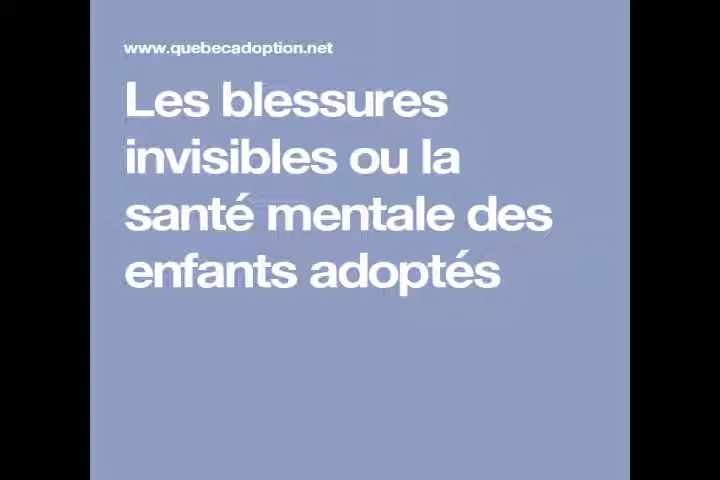 www.quebecadoption.net
Les blessures
invisibles ou la
santé mentale des
enfants adoptés